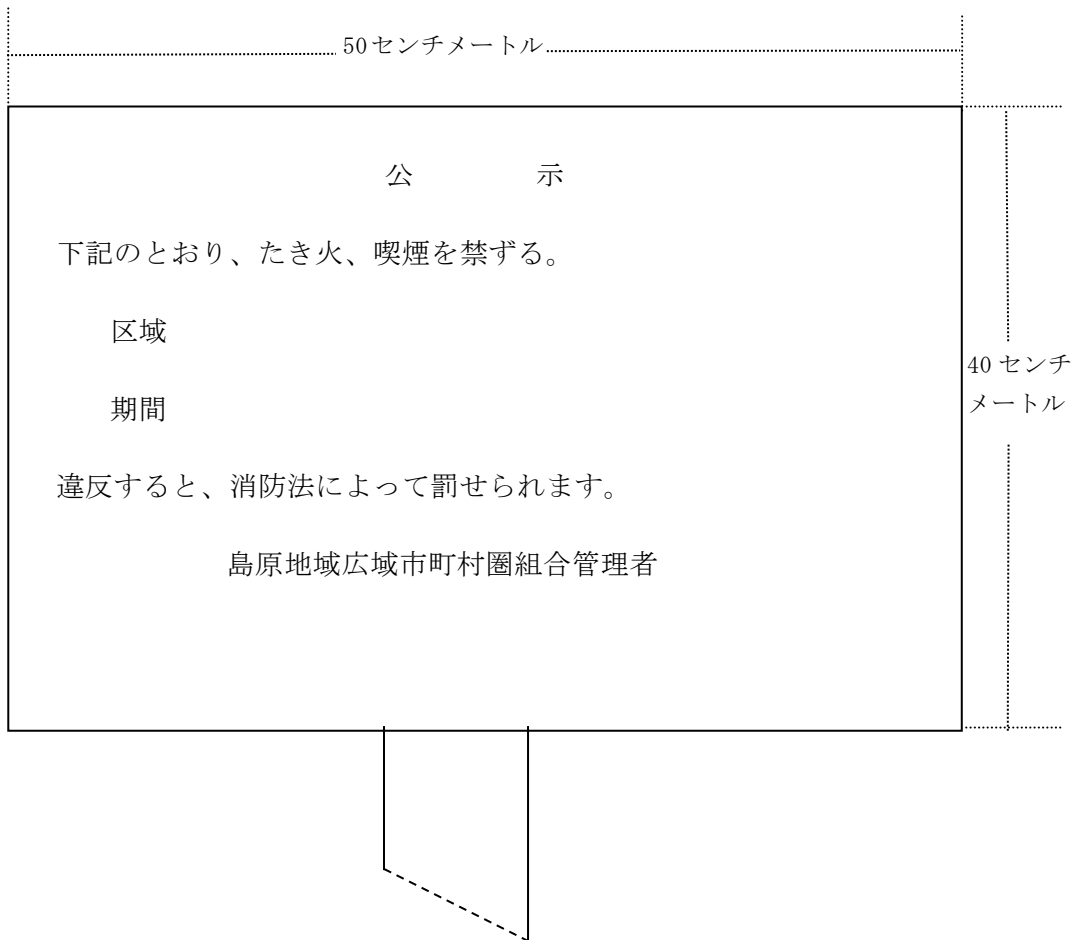 50センチメートル
公　　　　示
下記のとおり、たき火、喫煙を禁ずる。
区域
期間
違反すると、消防法によって罰せられます。
島原地域広域市町村圏組合管理者
40 センチ
メートル